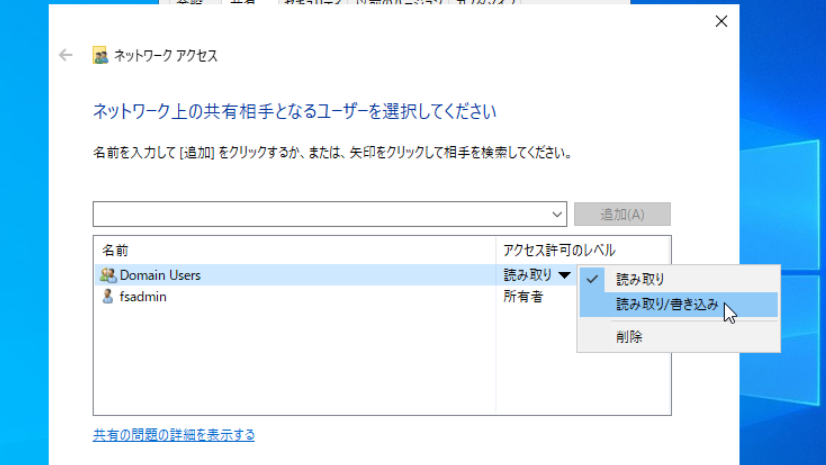 ネットワーク アクセス
ネットワーク上の共有相手となるユーザーを選択してください
名前を入力して [追加] をクリックするか、または、矢印をクリックして相手を検索してください。
追加(A)
名前 アクセス許可のレベル
Domain Users 読み取り
fsadmin 所有者
読み取り
読み取り/書き込み
削除
共有の問題の詳細を表示する